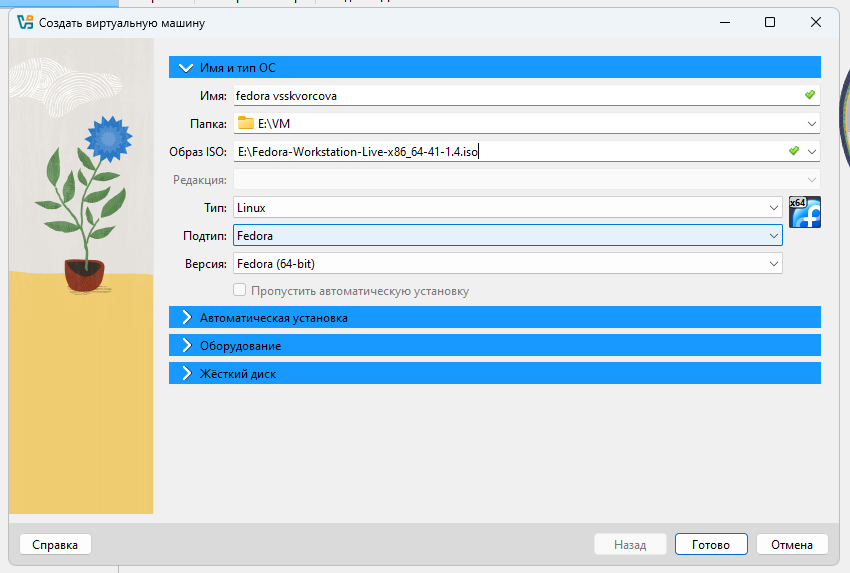 Создать виртуальную машину
Имя и тип ОС
Имя: fedora vsskvorcova
Папка: E:\VM
Образ ISO: E:\Fedora-Workstation-Live-x86_64-41-1.4.iso
Редакция:
Тип: Linux
x64
Подтип: Fedora
Версия: Fedora (64-bit)
Пропустить автоматическую установку
Автоматическая установка
Оборудование
Жёсткий диск
Справка Назад Готово Отмена